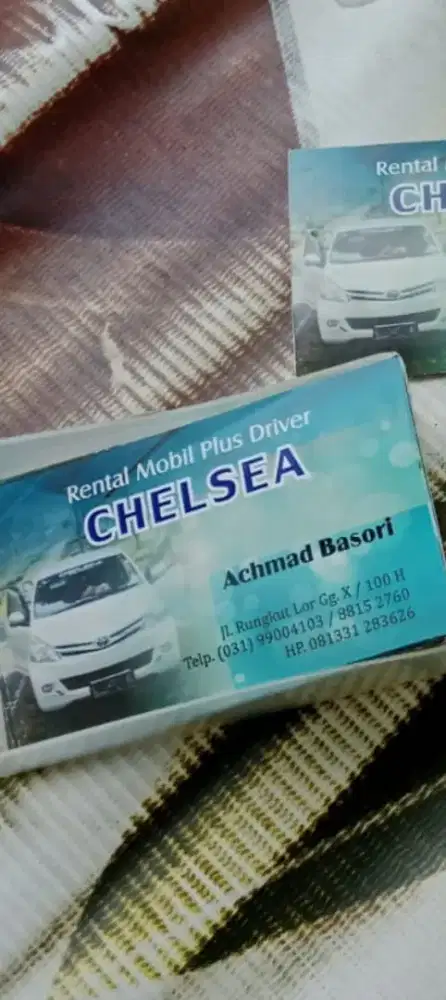 Rental
CH
Rental Mobil Plus Driver
CHELSEA
Achmad Basori
Jl. Rungkut Lor Gg. X / 100 H
Telp. (031) 99004103 / 8815 2760
HP. 081331 283626